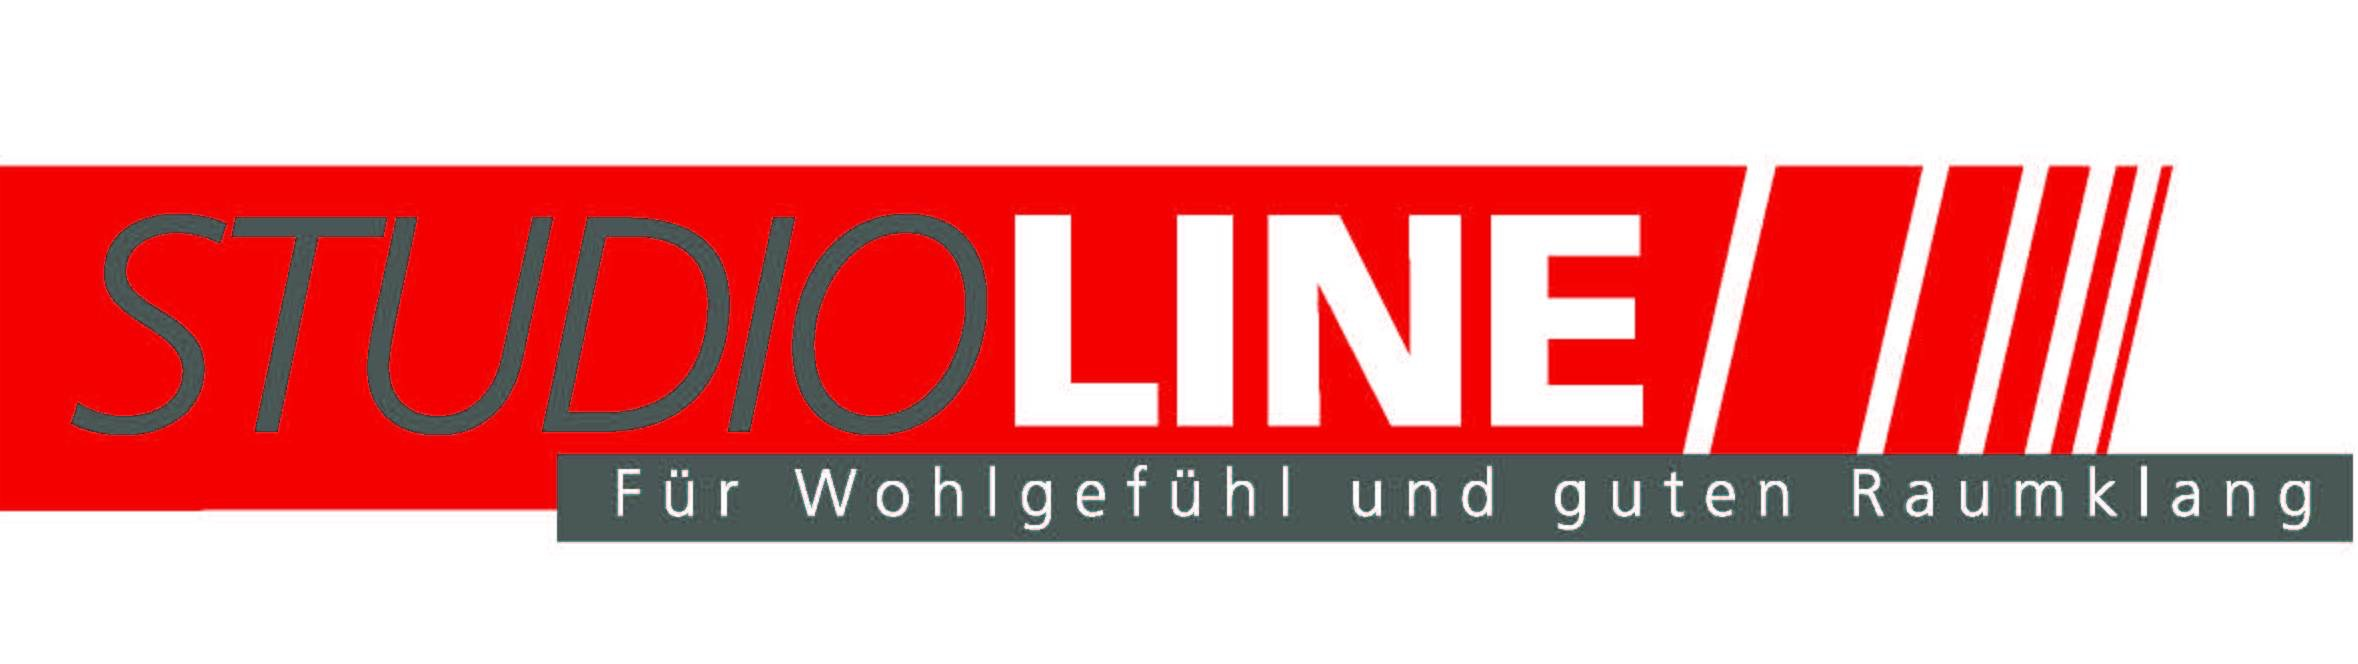 STUDIOLINE
Für Wohlgefühl und guten Raumklang